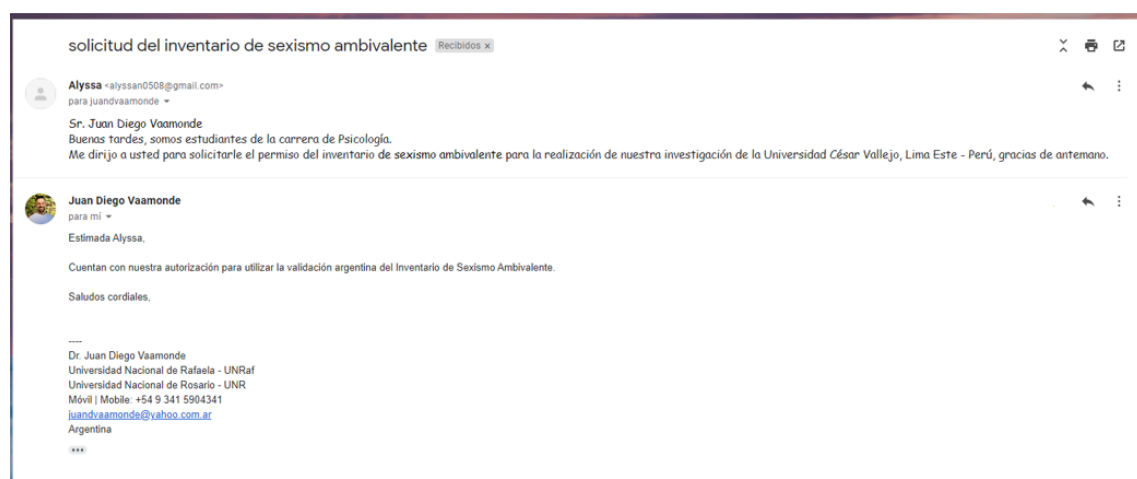 solicitud del inventario de sexismo ambivalente Recibidos x
Alyssa <alyssan0508@gmail.com>
para juandvaamonde
Sr. Juan Diego Vaamonde
Buenas tardes, somos estudiantes de la carrera de Psicología.
Me dirijo a usted para solicitarle el permiso del inventario de sexismo ambivalente para la realización de nuestra investigación de la Universidad César Vallejo, Lima Este - Perú, gracias de antemano.
Juan Diego Vaamonde
para mí
Estimada Alyssa,
Cuentan con nuestra autorización para utilizar la validación argentina del Inventario de Sexismo Ambivalente.
Saludos cordiales,
----
Dr. Juan Diego Vaamonde
Universidad Nacional de Rafaela - UNRaf
Universidad Nacional de Rosario - UNR
Móvil | Mobile: +54 9 341 5904341
juandvaamonde@yahoo.com.ar
Argentina